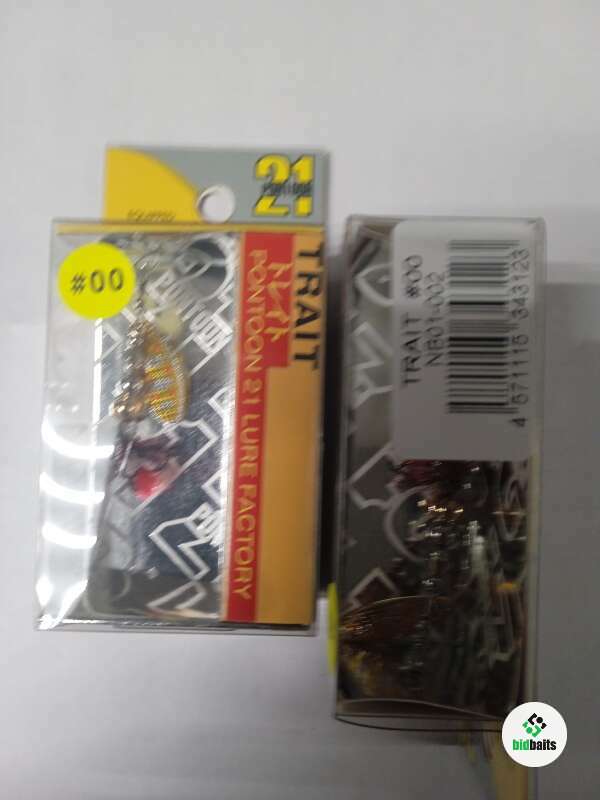 21
PONTOON
#00
TRAIT
トレイト
PONTOON 21 LURE FACTORY
TRAIT #00
NB01-002
4 571115 343123
bidbaits